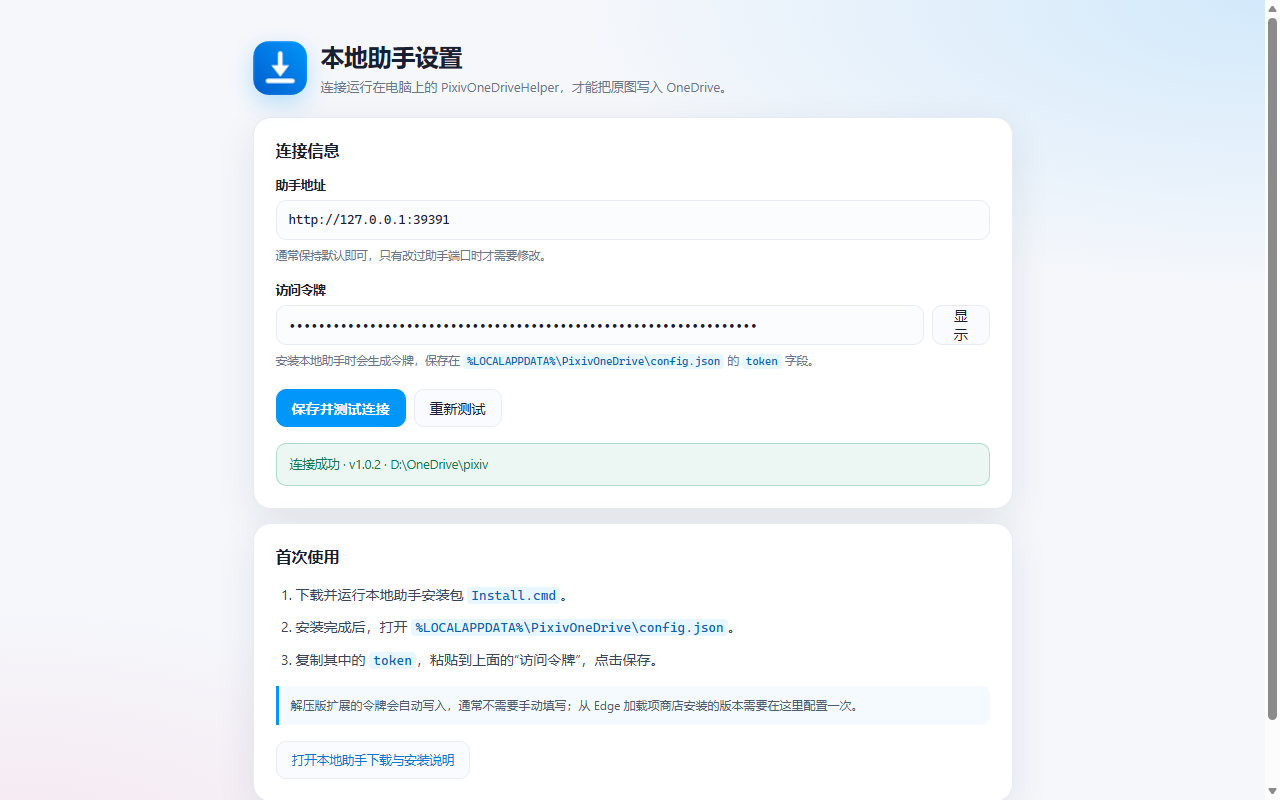 本地助手设置
连接运行在电脑上的 PixivOneDriveHelper，才能把原图写入 OneDrive。
连接信息
助手地址
http://127.0.0.1:39391
通常保持默认即可，只有改过助手端口时才需要修改。
访问令牌
显
示
安装本地助手时会生成令牌，保存在 %LOCALAPPDATA%\PixivOneDrive\config.json 的 token 字段。
保存并测试连接
重新测试
连接成功 · v1.0.2 · D:\OneDrive\pixiv
首次使用
1. 下载并运行本地助手安装包 Install.cmd 。
2. 安装完成后，打开 %LOCALAPPDATA%\PixivOneDrive\config.json 。
3. 复制其中的 token ，粘贴到上面的“访问令牌”，点击保存。
解压版扩展的令牌会自动写入，通常不需要手动填写；从 Edge 加载项商店安装的版本需要在这里配置一次。
打开本地助手下载与安装说明